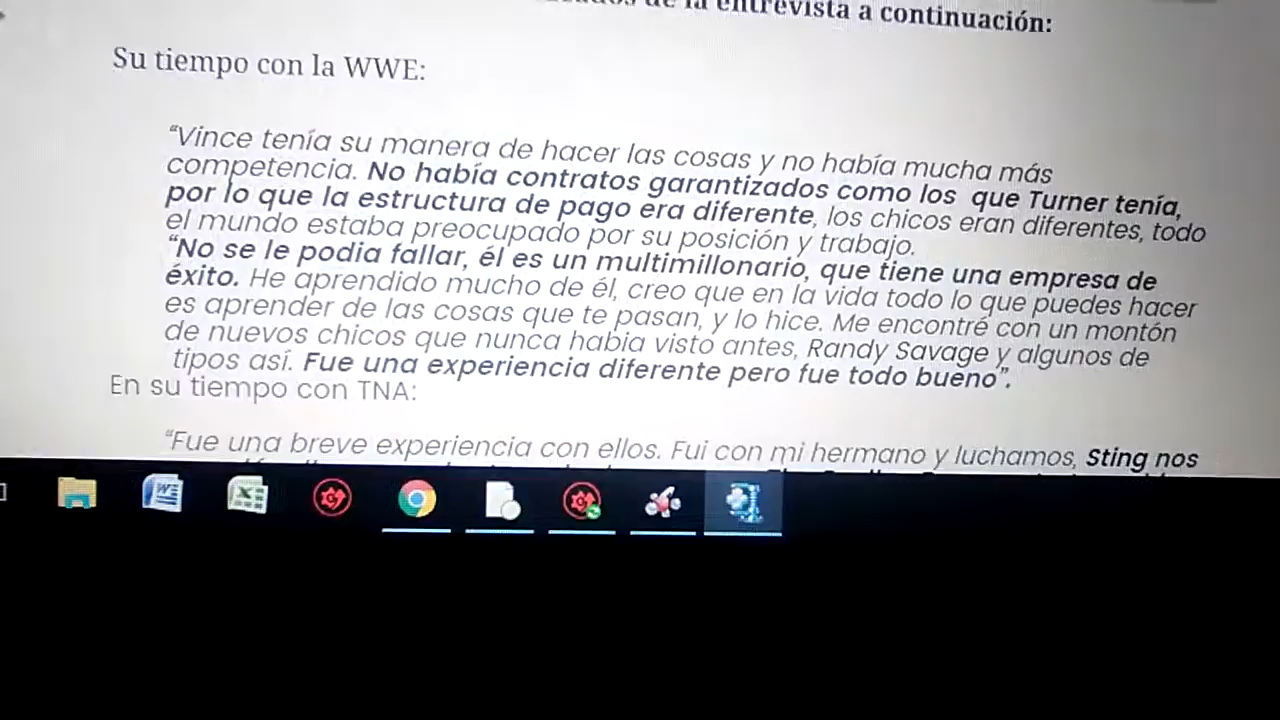 de la entrevista a continuación:
Su tiempo con la WWE:
“Vince tenía su manera de hacer las cosas y no había mucha más
competencia. No había contratos garantizados como los que Turner tenía,
por lo que la estructura de pago era diferente, los chicos eran diferentes, todo
el mundo estaba preocupado por su posición y trabajo.
“No se le podia fallar, él es un multimillonario, que tiene una empresa de
éxito. He aprendido mucho de él, creo que en la vida todo lo que puedes hacer
es aprender de las cosas que te pasan, y lo hice. Me encontré con un montón
de nuevos chicos que nunca habia visto antes, Randy Savage y algunos de
tipos así. Fue una experiencia diferente pero fue todo bueno”.
En su tiempo con TNA:
“Fue una breve experiencia con ellos. Fui con mi hermano y luchamos, Sting nos